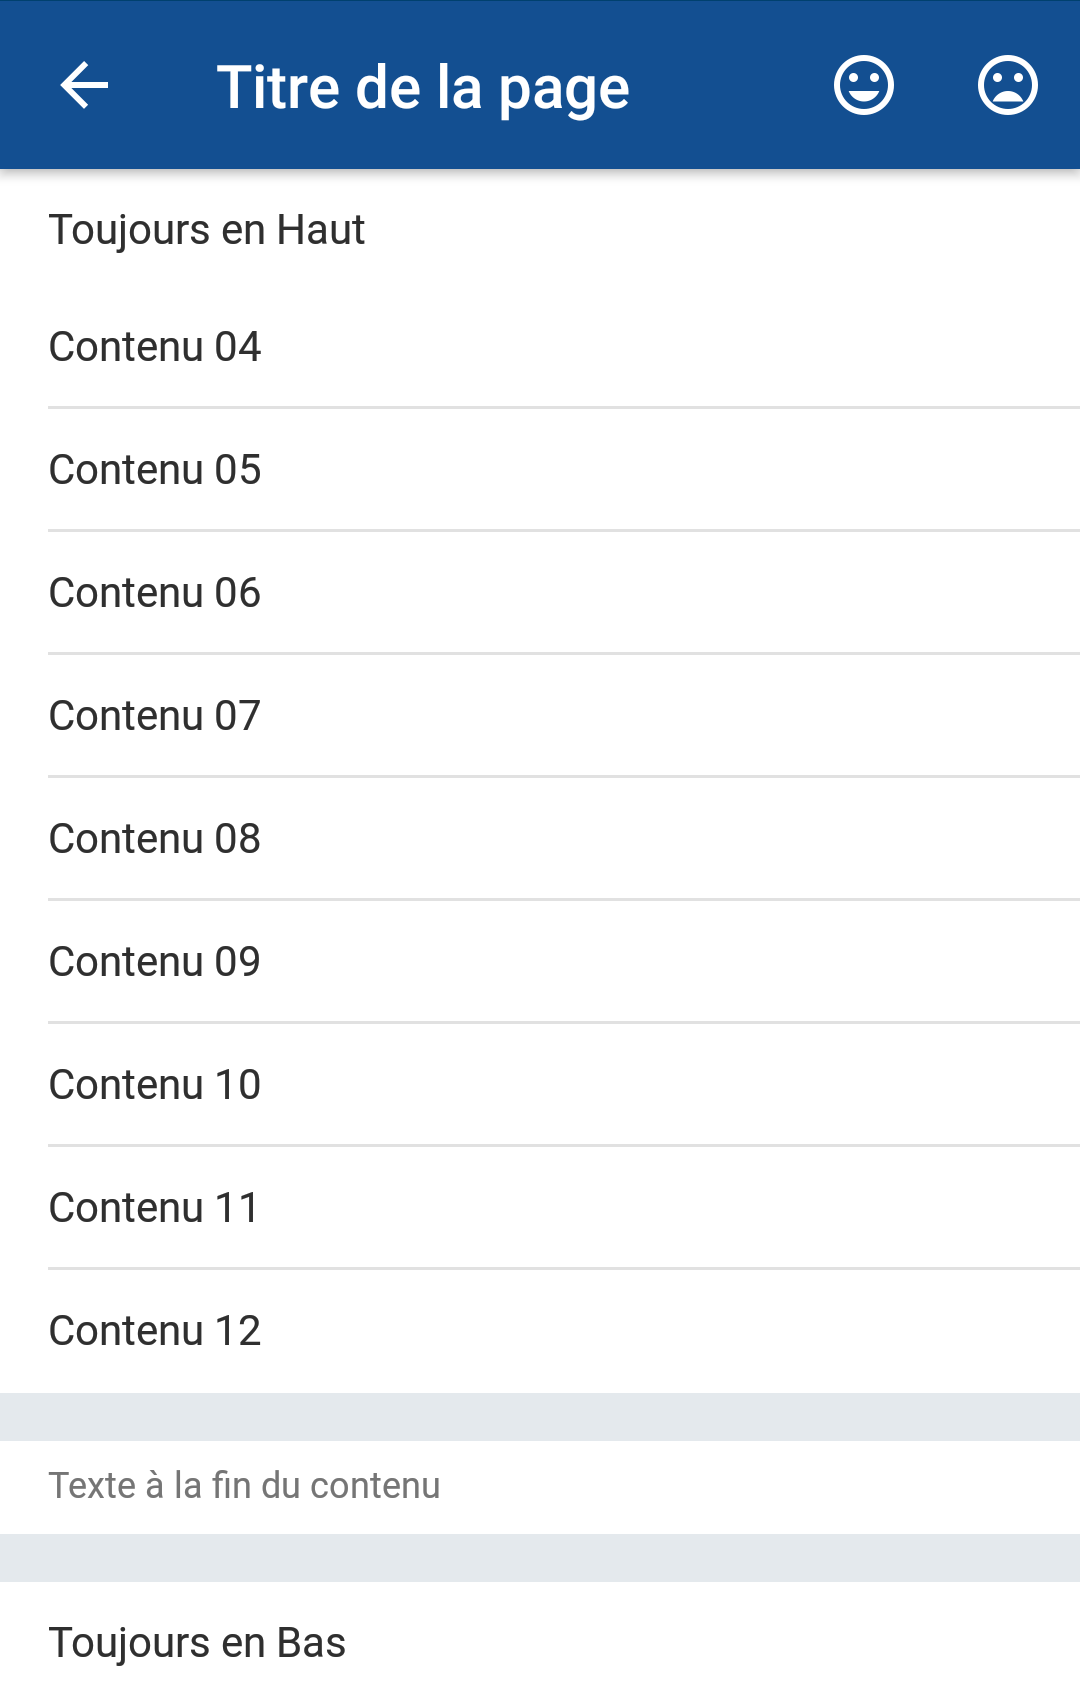 Titre de la page
Toujours en Haut
Contenu 04
Contenu 05
Contenu 06
Contenu 07
Contenu 08
Contenu 09
Contenu 10
Contenu 11
Contenu 12
Texte à la fin du contenu
Toujours en Bas